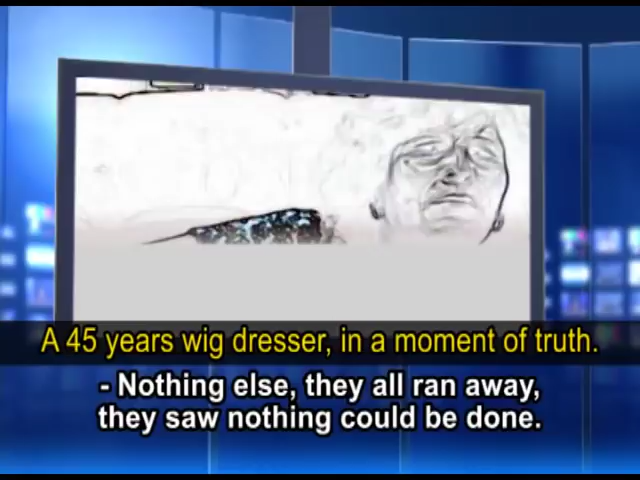 A 45 years wig dresser, in a moment of truth.
- Nothing else, they all ran away,
they saw nothing could be done.